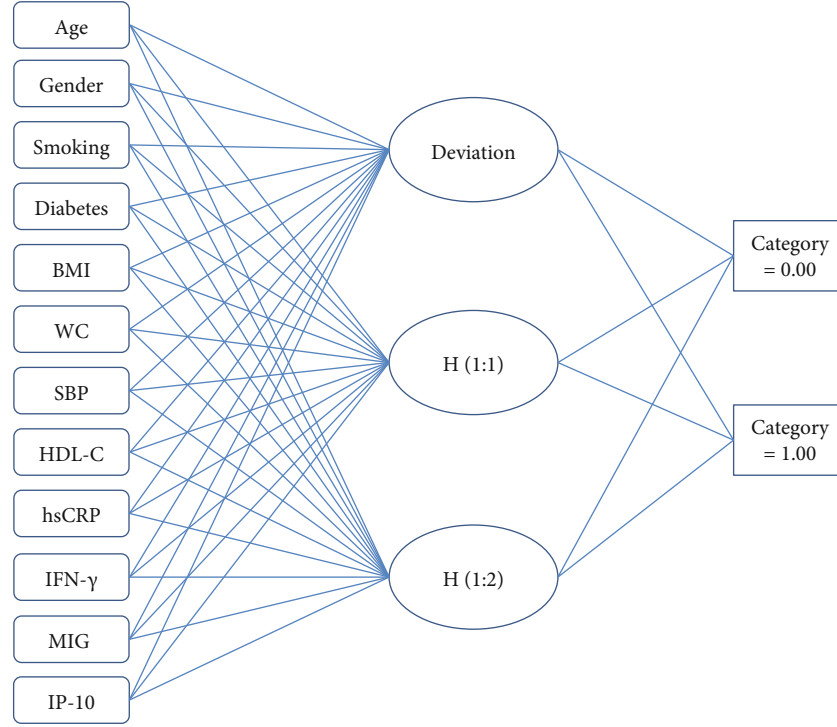 Age
Gender
Smoking
Diabetes
BMI
WC
SBP
HDL-C
hsCRP
IFN-γ
MIG
IP-10
Deviation
H (1:1)
H (1:2)
Category
= 0.00
Category
= 1.00